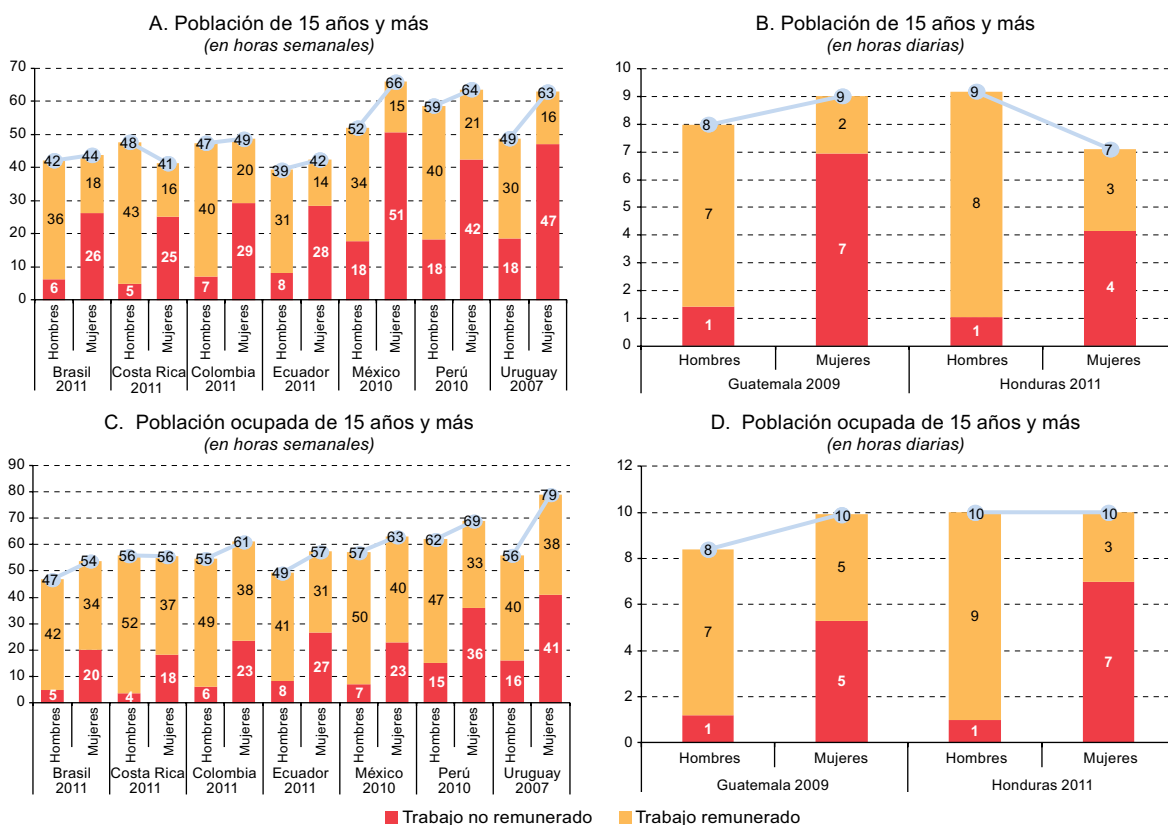 A. Población de 15 años y más
(en horas semanales)
70
60
50
40
30
20
10
0
42 44 48 41 47 49 39 42 52 66 59 64 49 63
36 18 43 16 40 20 31 14 34 15 40 21 30 16
6 26 5 25 7 29 8 28 18 51 18 42 18 47
Hombres Mujeres Hombres Mujeres Hombres Mujeres Hombres Mujeres Hombres Mujeres Hombres Mujeres Hombres Mujeres
Brasil Costa Rica Colombia Ecuador México Perú Uruguay
2011 2011 2011 2011 2010 2010 2007
B. Población de 15 años y más
(en horas diarias)
10
9
8
7
6
5
4
3
2
1
0
8 9 9 7
7 2 8 3
1 7 1 4
Hombres Mujeres Hombres Mujeres
Guatemala 2009 Honduras 2011
C. Población ocupada de 15 años y más
(en horas semanales)
90
80
70
60
50
40
30
20
10
0
47 54 56 56 55 61 49 57 57 63 62 69 56 79
42 34 52 37 49 38 41 31 50 40 47 33 40 38
5 20 4 18 6 23 8 27 7 23 15 36 16 41
Hombres Mujeres Hombres Mujeres Hombres Mujeres Hombres Mujeres Hombres Mujeres Hombres Mujeres Hombres Mujeres
Brasil Costa Rica Colombia Ecuador México Perú Uruguay
2011 2011 2011 2011 2010 2010 2007
D. Población ocupada de 15 años y más
(en horas diarias)
12
10
8
6
4
2
0
8 10 10 10
7 5 9 3
1 5 1 7
Hombres Mujeres Hombres Mujeres
Guatemala 2009 Honduras 2011
Trabajo no remunerado Trabajo remunerado